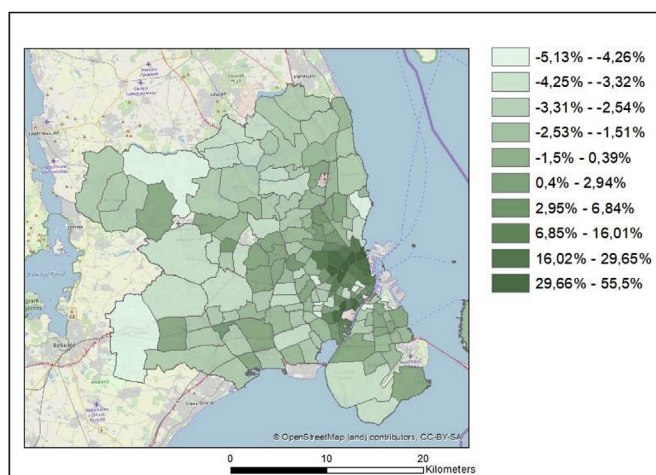 -5,13% - -4,26%
-4,25% - -3,32%
-3,31% - -2,54%
-2,53% - -1,51%
-1,5% - 0,39%
0,4% - 2,94%
2,95% - 6,84%
6,85% - 16,01%
16,02% - 29,65%
29,66% - 55,5%
© OpenStreetMap (and) contributors, CC-BY-SA
0 10 20
Kilometers